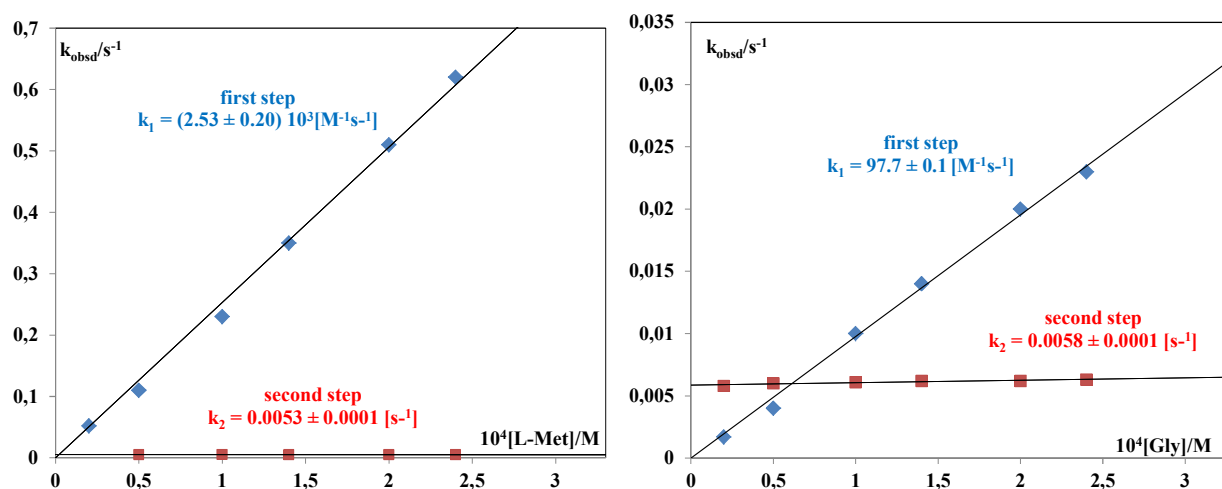 0,7
k_obsd/s⁻¹
0,6
first step
k₁ = (2.53 ± 0.20) 10³[M⁻¹s⁻¹]
0,5
0,4
0,3
0,2
second step
k₂ = 0.0053 ± 0.0001 [s⁻¹]
0,1
10⁴[L-Met]/M
0
0 0,5 1 1,5 2 2,5 3
0,035
k_obsd/s⁻¹
0,03
0,025
first step
k₁ = 97.7 ± 0.1 [M⁻¹s⁻¹]
0,02
0,015
second step
k₂ = 0.0058 ± 0.0001 [s⁻¹]
0,01
0,005
10⁴[Gly]/M
0
0 0,5 1 1,5 2 2,5 3